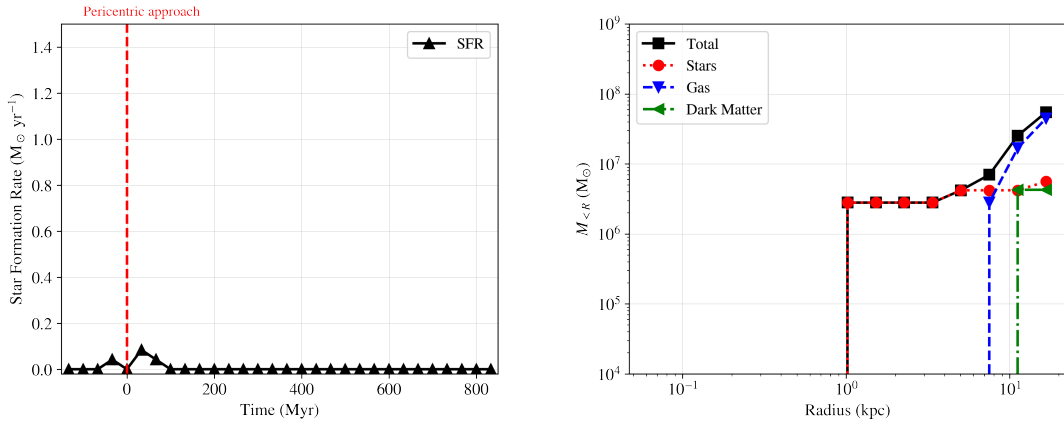 Pericentric approach
SFR
1.4
1.2
1.0
0.8
0.6
0.4
0.2
0.0
Star Formation Rate (M⊙ yr⁻¹)
0
200
400
600
800
Time (Myr)
Total
Stars
Gas
Dark Matter
10⁹
10⁸
10⁷
10⁶
10⁵
10⁴
M<R (M⊙)
10⁻¹
10⁰
10¹
Radius (kpc)